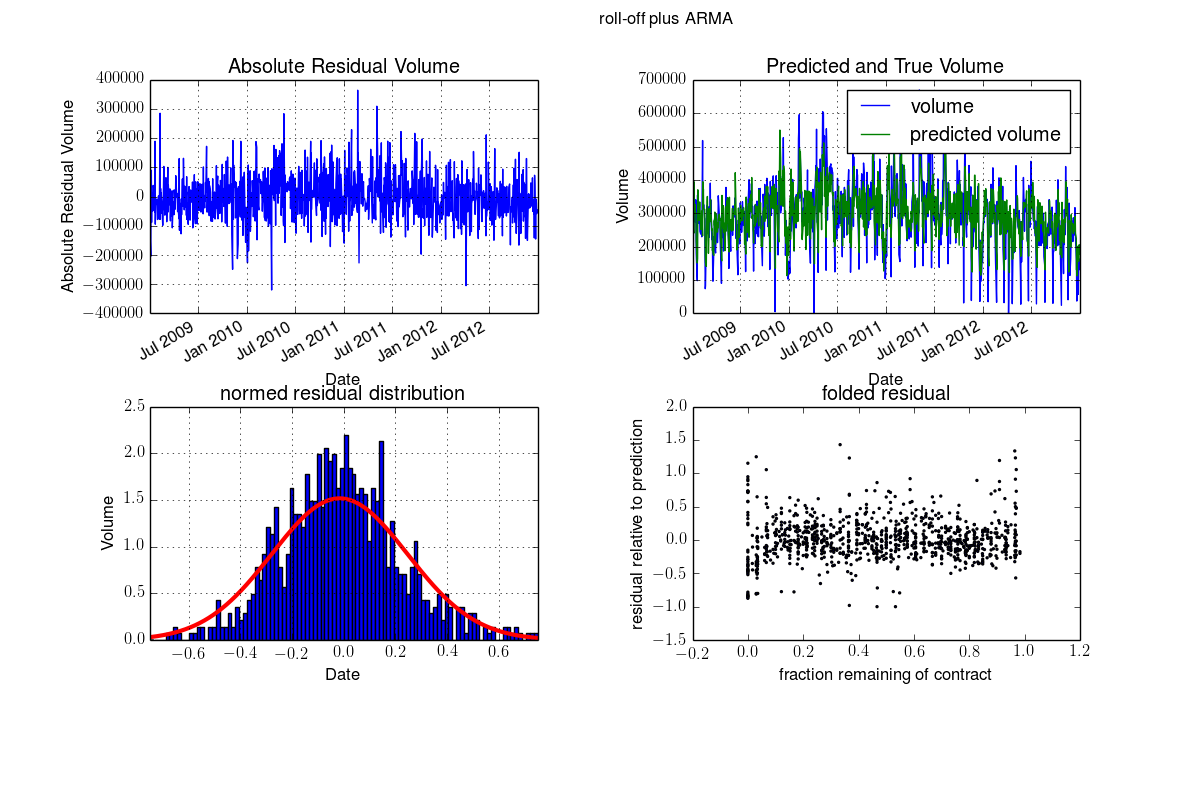 roll-off plus ARMA
Absolute Residual Volume
400000
300000
200000
100000
0
−100000
−200000
−300000
−400000
Absolute Residual Volume
Jul 2009
Jan 2010
Jul 2010
Jan 2011
Jul 2011
Jan 2012
Jul 2012
Date
Predicted and True Volume
700000
600000
500000
400000
300000
200000
100000
0
Volume
volume
predicted volume
Jul 2009
Jan 2010
Jul 2010
Jan 2011
Jul 2011
Jan 2012
Jul 2012
Date
normed residual distribution
2.5
2.0
1.5
1.0
0.5
0.0
Volume
−0.6
−0.4
−0.2
0.0
0.2
0.4
0.6
Date
folded residual
2.0
1.5
1.0
0.5
0.0
−0.5
−1.0
−1.5
residual relative to prediction
−0.2
0.0
0.2
0.4
0.6
0.8
1.0
1.2
fraction remaining of contract